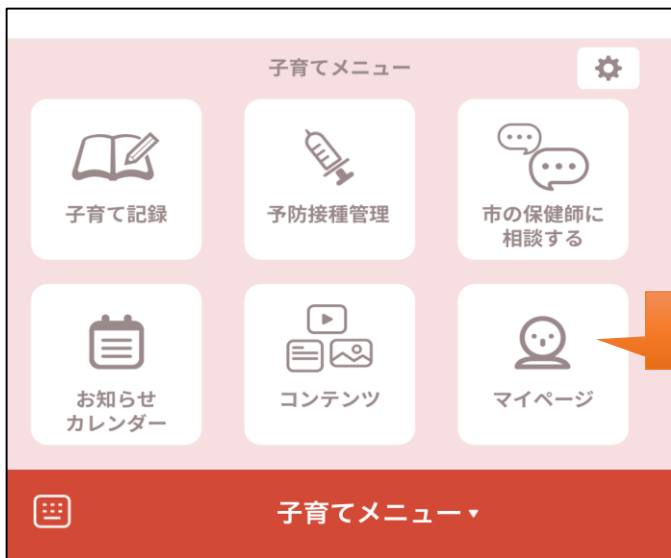 子育てメニュー
子育て記録
予防接種管理
市の保健師に
相談する
お知らせ
カレンダー
コンテンツ
マイページ
子育てメニュー▼